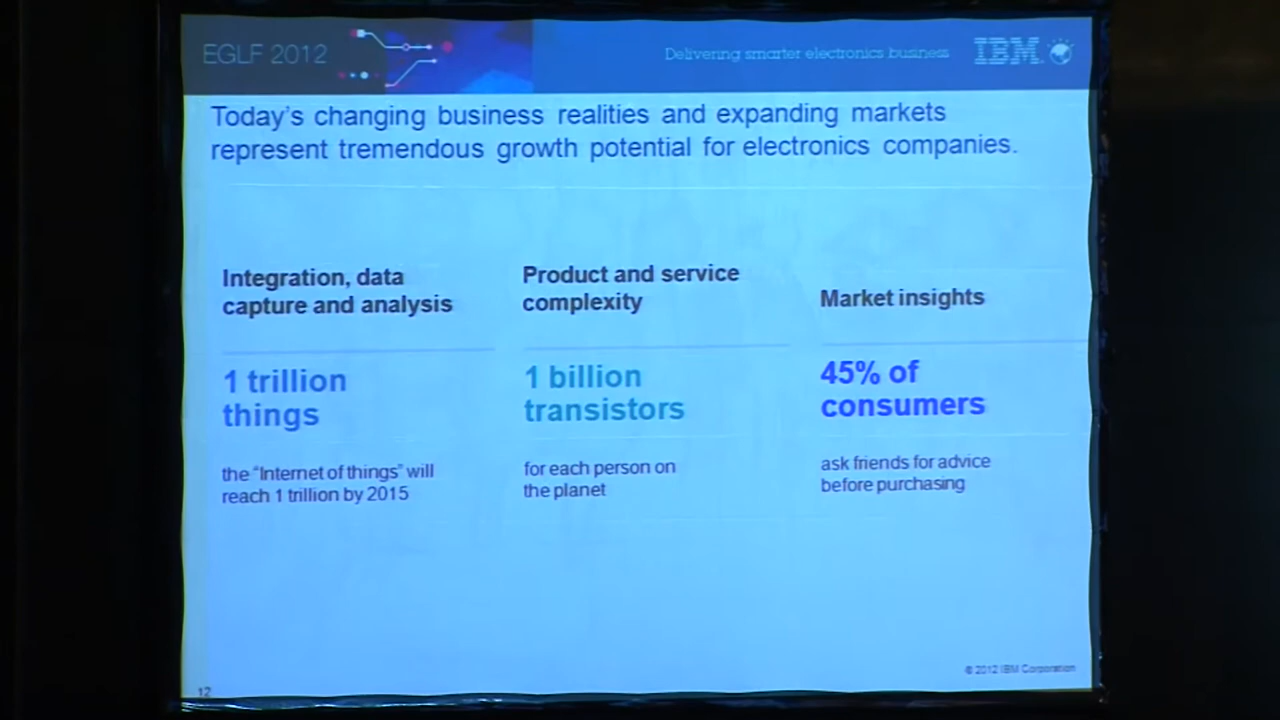 EGLF 2012
Delivering smarter electronics business
IBM
Today's changing business realities and expanding markets
represent tremendous growth potential for electronics companies.
Integration, data
capture and analysis
1 trillion
things
the “Internet of things” will
reach 1 trillion by 2015
Product and service
complexity
1 billion
transistors
for each person on
the planet
Market insights
45% of
consumers
ask friends for advice
before purchasing
© 2012 IBM Corporation
12